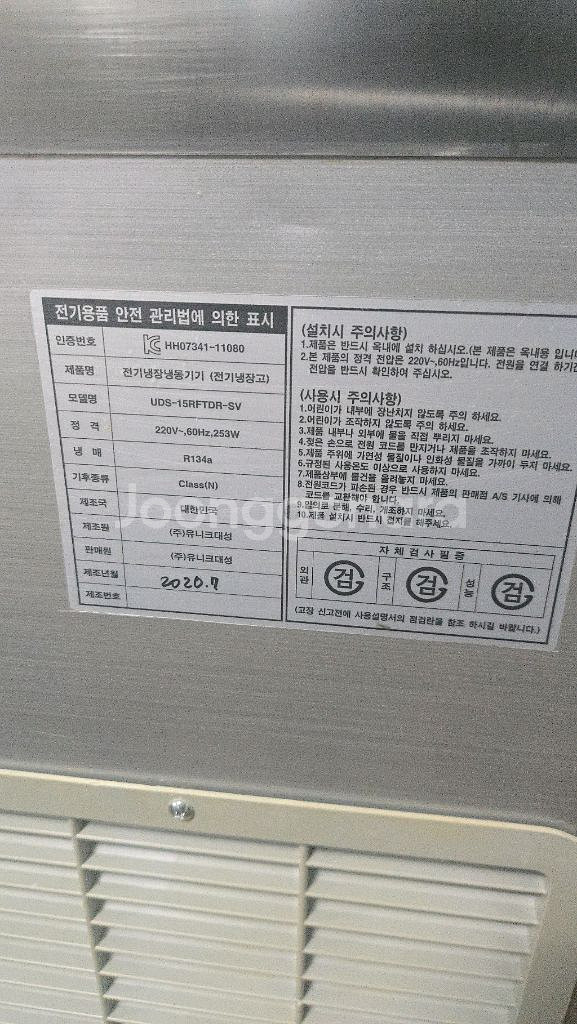 전기용품 안전 관리법에 의한 표시
인증번호 HH07341-11080
제품명 전기냉장냉동기기 (전기냉장고)
모델명 UDS-15RFTDR-SV
정 격 220V~,60Hz,253W
냉 매 R134a
기후종류 Class(N)
제조국 대한민국
제조원 (주)유니크대성
판매원 (주)유니크대성
제조년월 2020.7
제조번호
(설치시 주의사항)
1.제품은 반드시 옥내에 설치 하십시오.(본 제품은 옥내용 입니
2.본 제품의 정격 전압은 220V~,60Hz입니다. 전원을 연결 하기전
전압을 반드시 확인하여 주십시오.
(사용시 주의사항)
1.어린이가 내부에 장난치지 않도록 주의 하세요.
2.어린이가 조작하지 않도록 주의 하세요.
3.제품 내부나 외부에 물을 직접 뿌리지 마세요.
4.젖은 손으로 전원 코드를 만지거나 제품을 조작하지 마세요.
5.제품 주위에 가연성 물질이나 인화성 물질을 가까이 두지 마세요.
6.규정된 사용온도 이상으로 사용하지 마세요.
7.제품상부에 물건을 올려놓지 마세요.
8.전원코드가 파손된 경우 반드시 제품의 판매점 A/S 기사에 의해
코드를 교환해야 합니다.
9.임의로 분해, 수리, 개조하지 마세요.
10.제품 설치시 반드시 접지를 해주세요.
자체검사필증
외관 검 구조 검 성능 검
(고장 신고전에 사용설명서의 점검란을 참조 하시길 바랍니다.)
Joonggonara